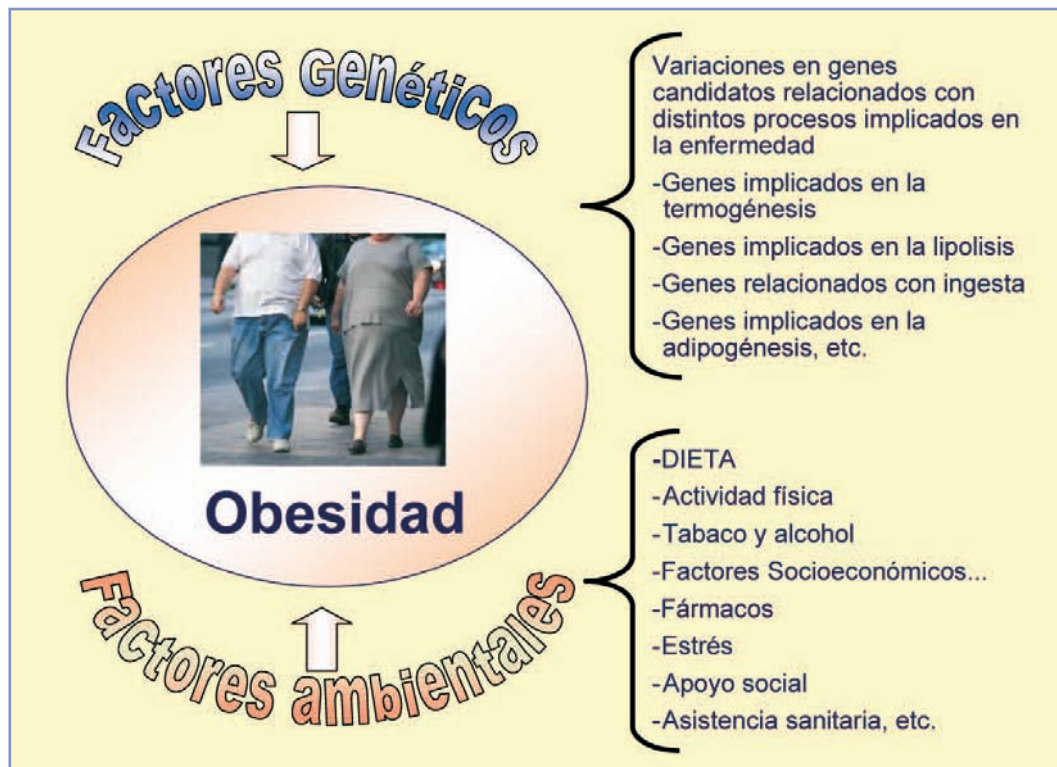 Factores Genéticos
Variaciones en genes
candidatos relacionados con
distintos procesos implicados en
la enfermedad
-Genes implicados en la
termogénesis
-Genes implicados en la lipolisis
-Genes relacionados con ingesta
-Genes implicados en la
adipogénesis, etc.
Obesidad
Factores ambientales
-DIETA
-Actividad física
-Tabaco y alcohol
-Factores Socioeconómicos...
-Fármacos
-Estrés
-Apoyo social
-Asistencia sanitaria, etc.